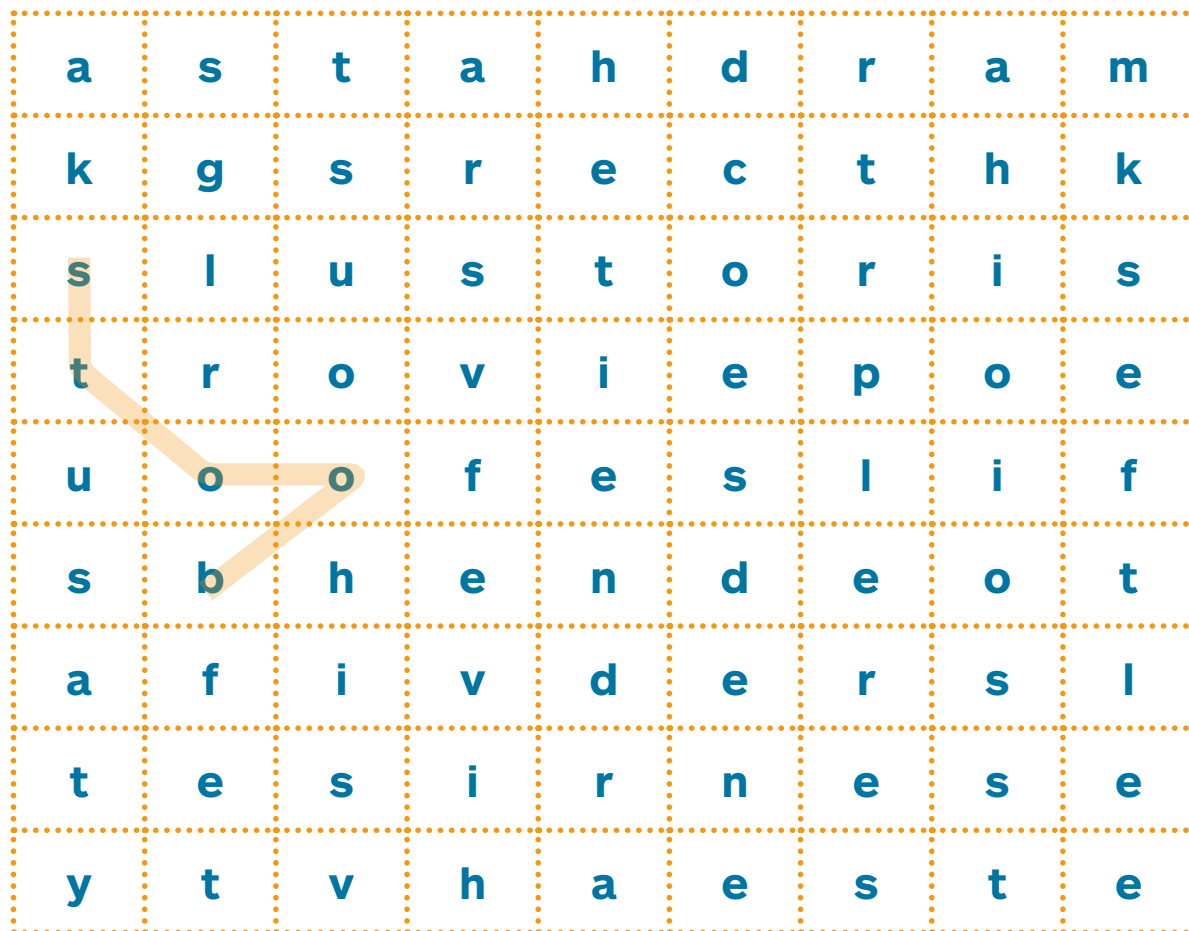 a s t a h d r a m
k g s r e c t h k
s l u s t o r i s
t r o v i e p o e
u o o f e s l i f
s b h e n d e o t
a f i v d e r s l
t e s i r n e s e
y t v h a e s t e